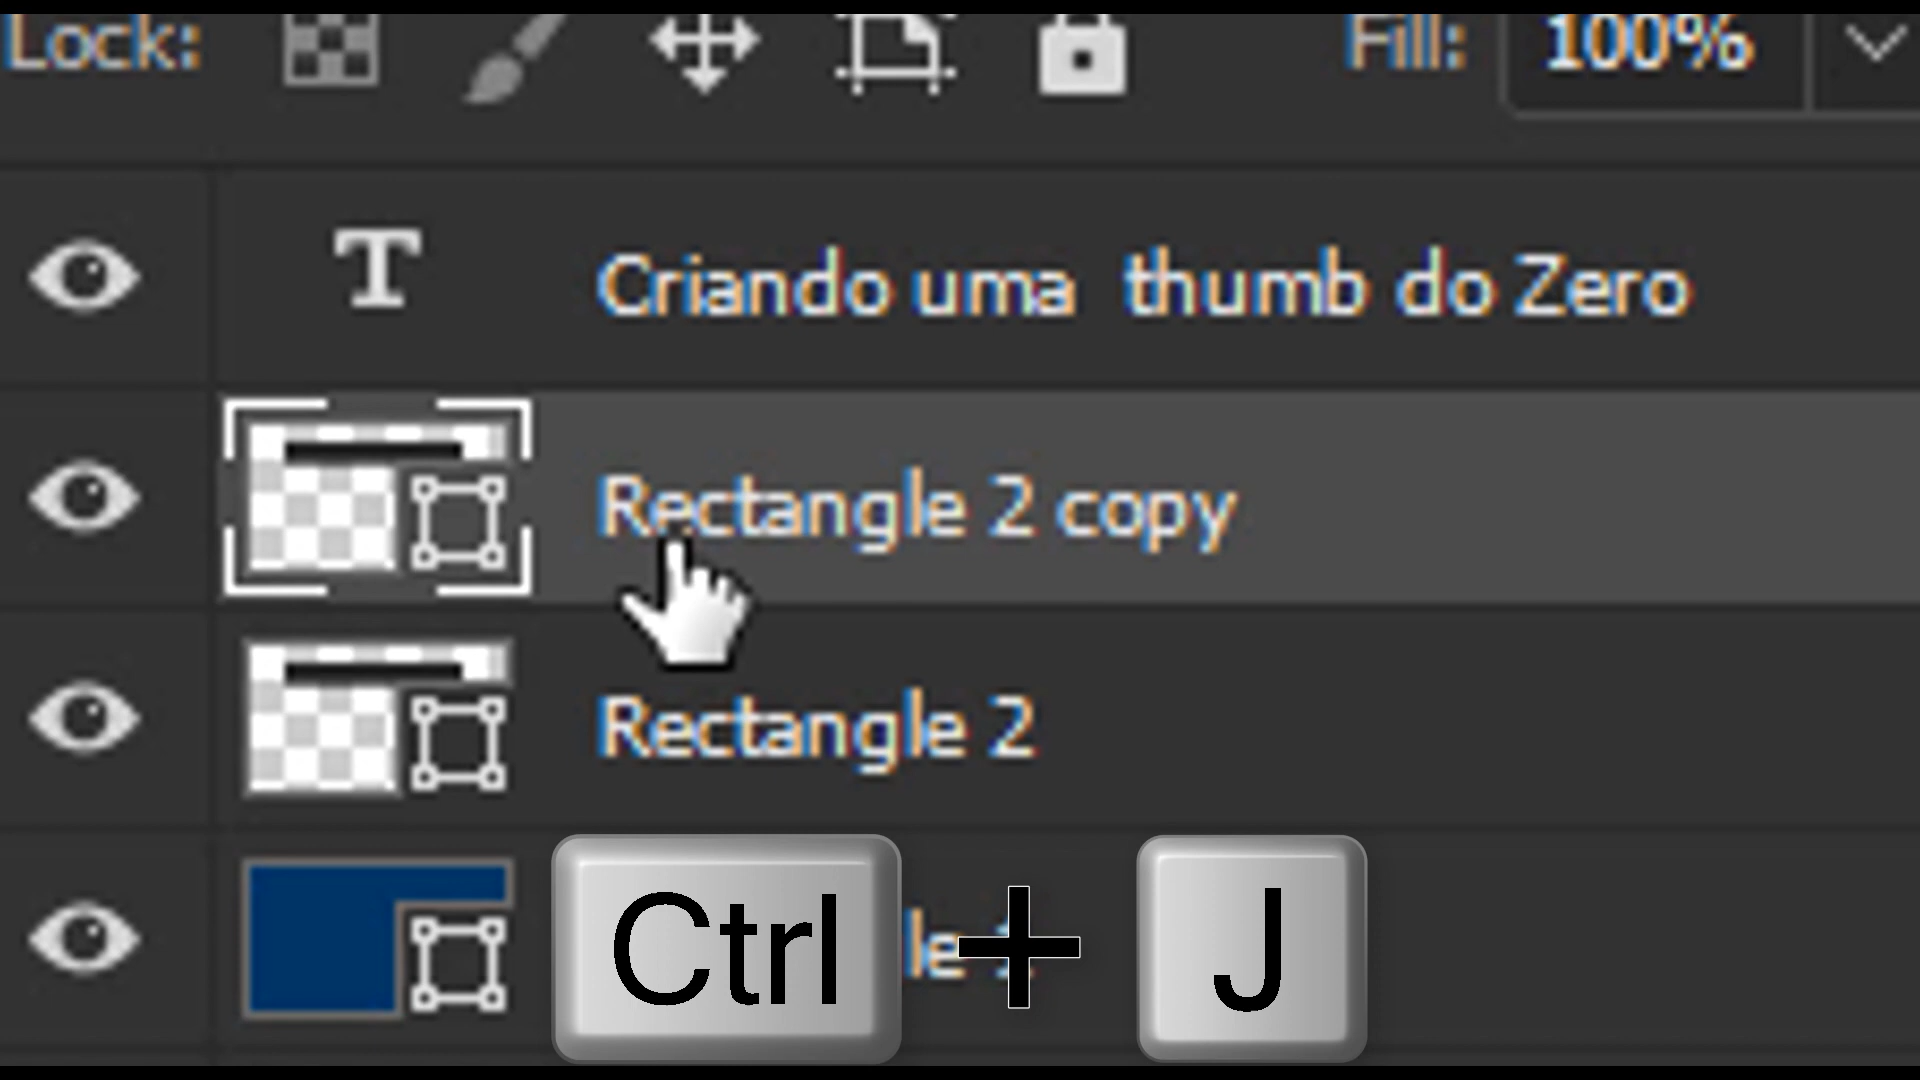 Lock: Fill: 100%
T Criando uma thumb do Zero
Rectangle 2 copy
Rectangle 2
Ctrl + J